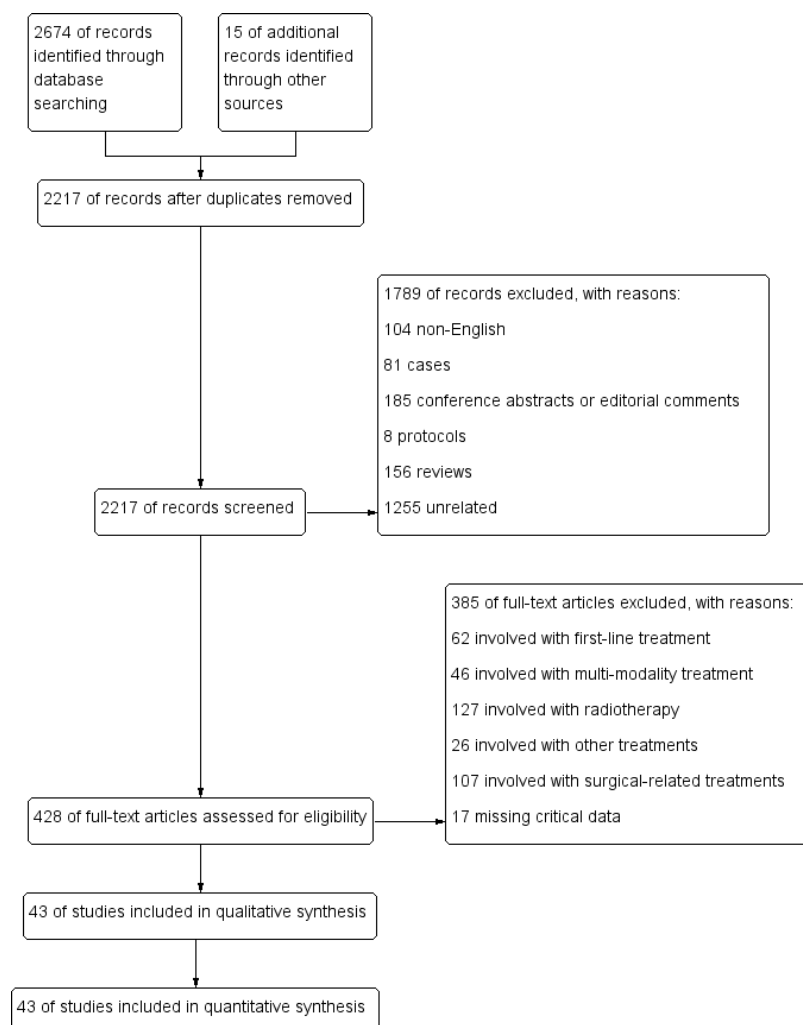 2674 of records
identified through
database
searching
15 of additional
records identified
through other
sources
2217 of records after duplicates removed
1789 of records excluded, with reasons:
104 non-English
81 cases
185 conference abstracts or editorial comments
8 protocols
156 reviews
1255 unrelated
2217 of records screened
385 of full-text articles excluded, with reasons:
62 involved with first-line treatment
46 involved with multi-modality treatment
127 involved with radiotherapy
26 involved with other treatments
107 involved with surgical-related treatments
17 missing critical data
428 of full-text articles assessed for eligibility
43 of studies included in qualitative synthesis
43 of studies included in quantitative synthesis